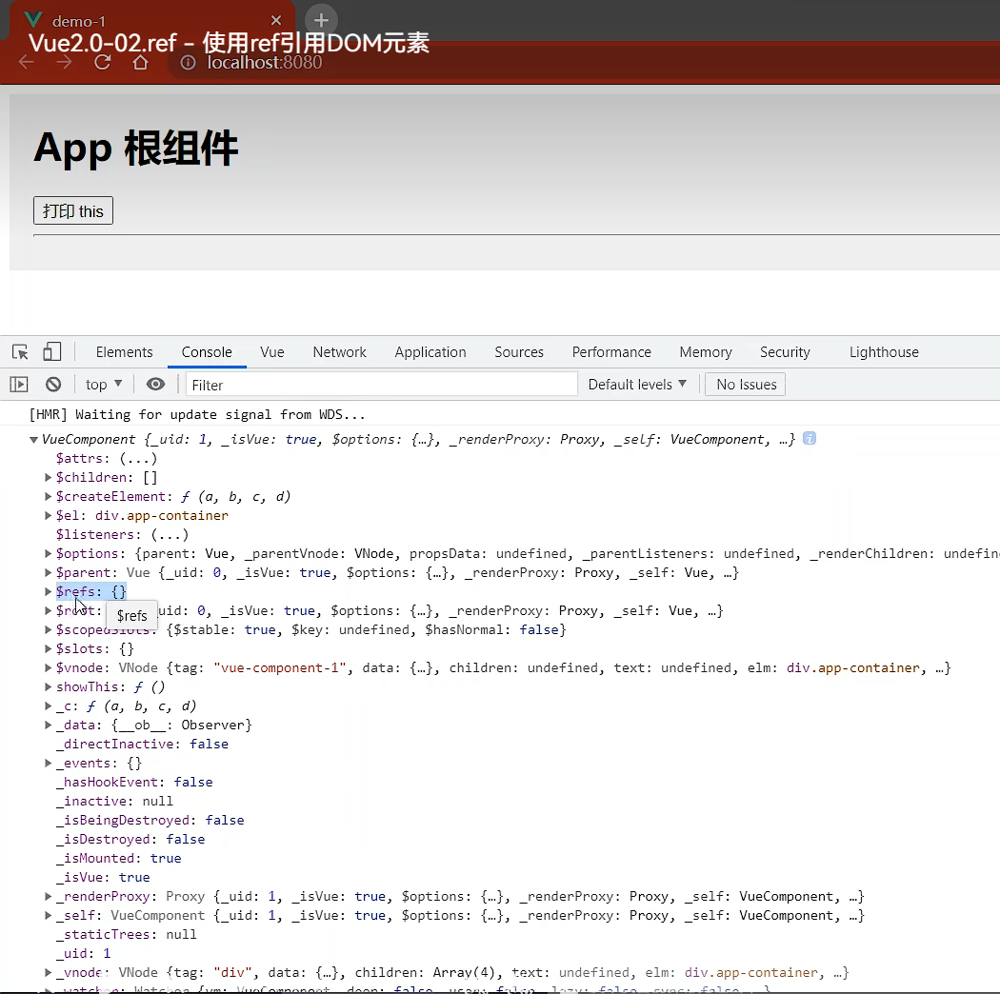 demo-1
Vue2.0-02.ref - 使用ref引用DOM元素
localhost:8080
App 根组件
打印 this
Elements Console Vue Network Application Sources Performance Memory Security Lighthouse
top Filter Default levels No Issues
[HMR] Waiting for update signal from WDS...
VueComponent {_uid: 1, _isVue: true, $options: {…}, _renderProxy: Proxy, _self: VueComponent, …}
$attrs: (...)
$children: []
$createElement: ƒ (a, b, c, d)
$el: div.app-container
$listeners: (...)
$options: {parent: Vue, _parentVnode: VNode, propsData: undefined, _parentListeners: undefined, _renderChildren: undefin
$parent: Vue {_uid: 0, _isVue: true, $options: {…}, _renderProxy: Proxy, _self: Vue, …}
$refs: {}
$refs
uid: 0, _isVue: true, $options: {…}, _renderProxy: Proxy, _self: Vue, …}
$scopedSlots: {$stable: true, $key: undefined, $hasNormal: false}
$slots: {}
$vnode: VNode {tag: "vue-component-1", data: {…}, children: undefined, text: undefined, elm: div.app-container, …}
showThis: ƒ ()
_c: ƒ (a, b, c, d)
_data: {__ob__: Observer}
_directInactive: false
_events: {}
_hasHookEvent: false
_inactive: null
_isBeingDestroyed: false
_isDestroyed: false
_isMounted: true
_isVue: true
_renderProxy: Proxy {_uid: 1, _isVue: true, $options: {…}, _renderProxy: Proxy, _self: VueComponent, …}
_self: VueComponent {_uid: 1, _isVue: true, $options: {…}, _renderProxy: Proxy, _self: VueComponent, …}
_staticTrees: null
_uid: 1
_vnode: VNode {tag: "div", data: {…}, children: Array(4), text: undefined, elm: div.app-container, …}